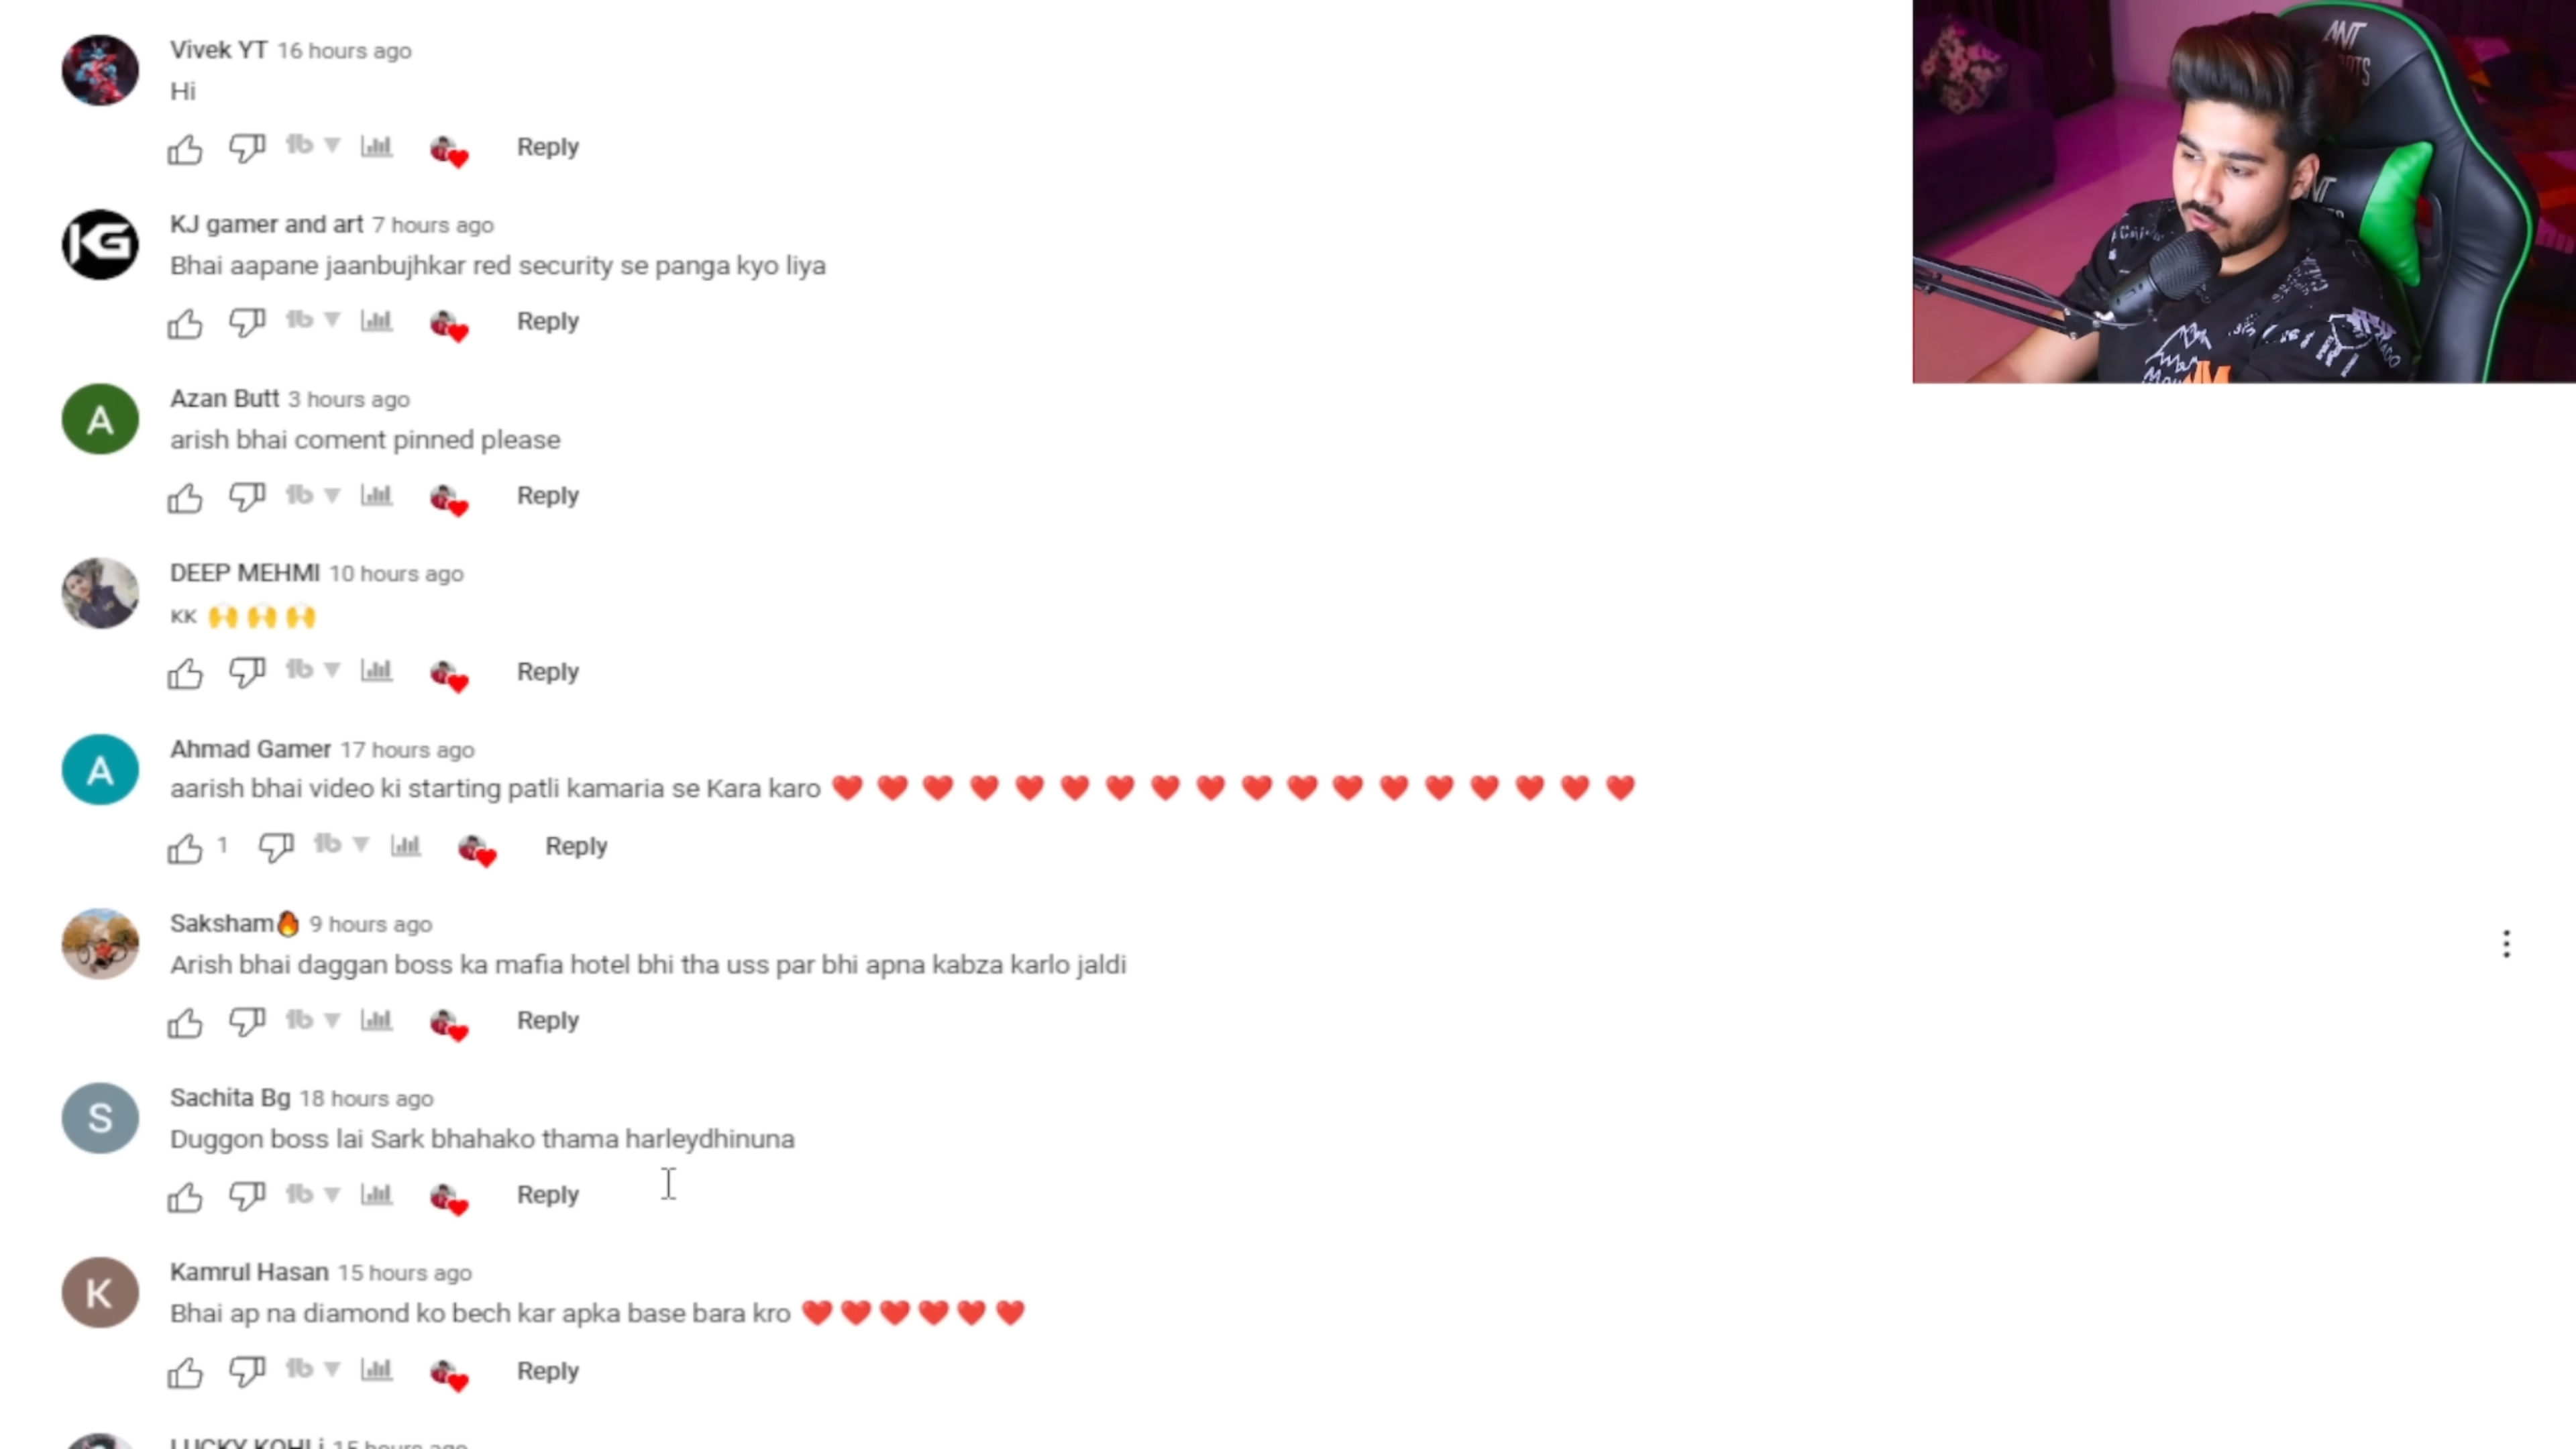 Vivek YT 16 hours ago
Hi
Reply
KJ gamer and art 7 hours ago
Bhai aapane jaanbujhkar red security se panga kyo liya
Reply
A
Azan Butt 3 hours ago
arish bhai coment pinned please
Reply
DEEP MEHMI 10 hours ago
KK 🙌 🙌 🙌
Reply
A
Ahmad Gamer 17 hours ago
aarish bhai video ki starting patli kamaria se Kara karo ❤️ ❤️ ❤️ ❤️ ❤️ ❤️ ❤️ ❤️ ❤️ ❤️ ❤️ ❤️ ❤️ ❤️ ❤️ ❤️ ❤️ ❤️
1 Reply
Saksham🔥 9 hours ago
Arish bhai daggan boss ka mafia hotel bhi tha uss par bhi apna kabza karlo jaldi
Reply
S
Sachita Bg 18 hours ago
Duggon boss lai Sark bhahako thama harleydhinuna
Reply
K
Kamrul Hasan 15 hours ago
Bhai ap na diamond ko bech kar apka base bara kro ❤️❤️❤️❤️❤️❤️
Reply
LUCKY KOHLi 15 hours ago
ANT